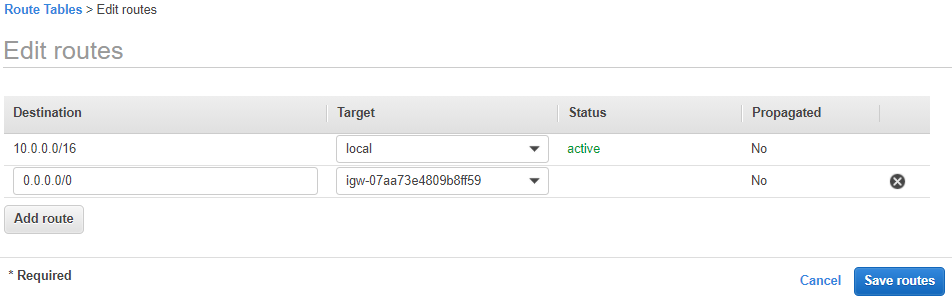 Route Tables > Edit routes
Edit routes
Destination Target Status Propagated
10.0.0.0/16 local active No
0.0.0.0/0 igw-07aa73e4809b8ff59 No
Add route
* Required
Cancel Save routes